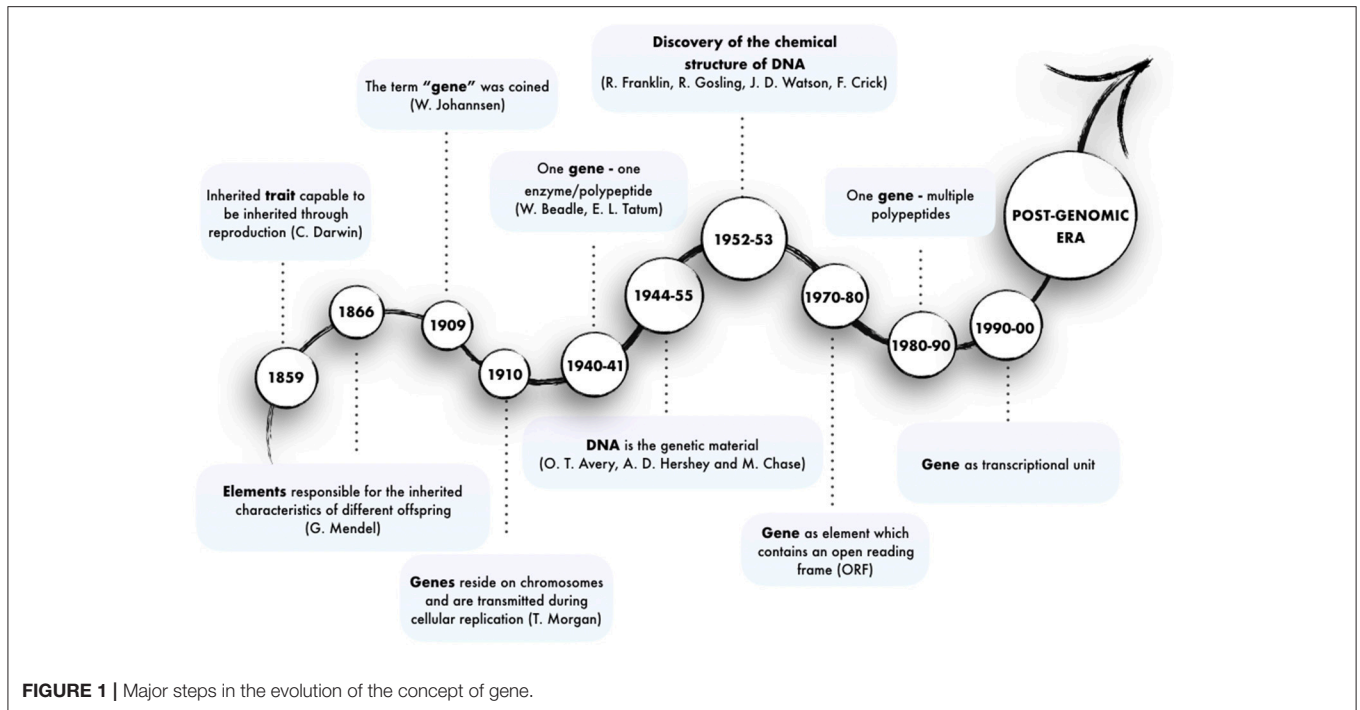 Discovery of the chemical
structure of DNA
(R. Franklin, R. Gosling, J. D. Watson, F. Crick)
The term "gene" was coined
(W. Johannsen)
One gene - one
enzyme/polypeptide
(W. Beadle, E. L. Tatum)
Inherited trait capable to
be inherited through
reproduction (C. Darwin)
One gene - multiple
polypeptides
POST-GENOMIC
ERA
1859
1866
1909
1910
1940-41
1944-55
1952-53
1970-80
1980-90
1990-00
Elements responsible for the inherited
characteristics of different offspring
(G. Mendel)
Genes reside on chromosomes
and are transmitted during
cellular replication (T. Morgan)
DNA is the genetic material
(O. T. Avery, A. D. Hershey and M. Chase)
Gene as element which
contains an open reading
frame (ORF)
Gene as transcriptional unit
FIGURE 1 | Major steps in the evolution of the concept of gene.